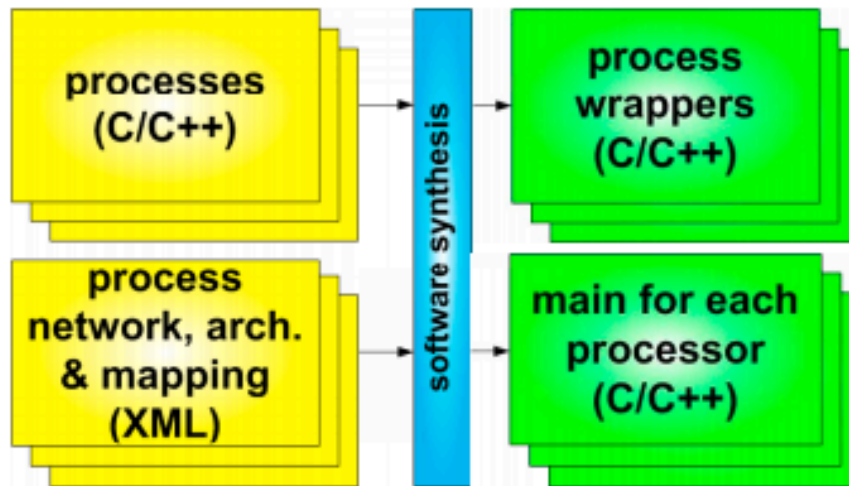 processes
(C/C++)
process
network, arch.
& mapping
(XML)
software synthesis
process
wrappers
(C/C++)
main for each
processor
(C/C++)